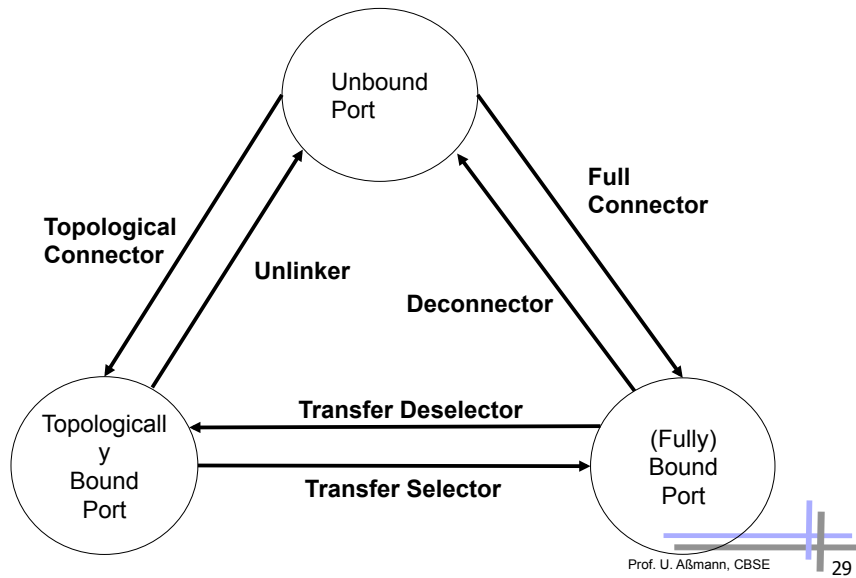 Unbound
Port
Full
Connector
Topological
Connector
Unlinker
Deconnector
Transfer Deselector
Topologicall
y
Bound
Port
(Fully)
Bound
Port
Transfer Selector
Prof. U. Aßmann, CBSE
29